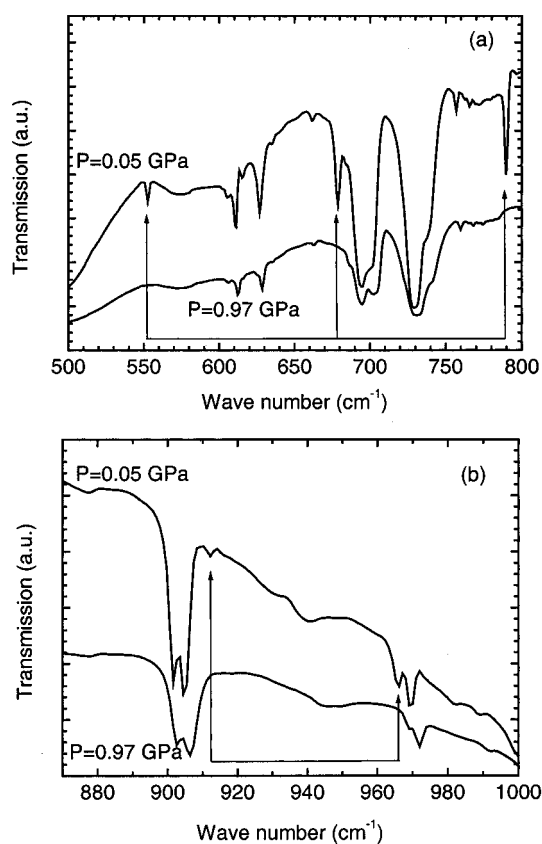 (a)
Transmission (a.u.)
P=0.05 GPa
P=0.97 GPa
500 550 600 650 700 750 800
Wave number (cm⁻¹)
P=0.05 GPa
(b)
Transmission (a.u.)
P=0.97 GPa
880 900 920 940 960 980 1000
Wave number (cm⁻¹)